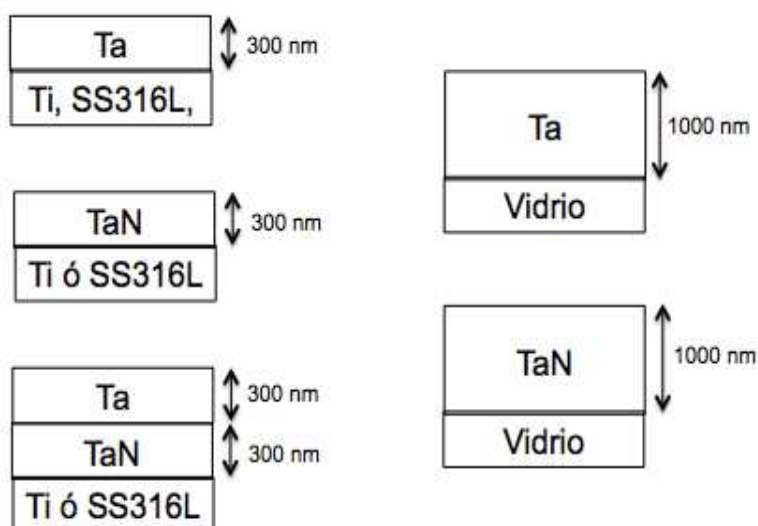 Ta
300 nm
Ti, SS316L,
TaN
300 nm
Ti ó SS316L
Ta
300 nm
TaN
300 nm
Ti ó SS316L
Ta
1000 nm
Vidrio
TaN
1000 nm
Vidrio